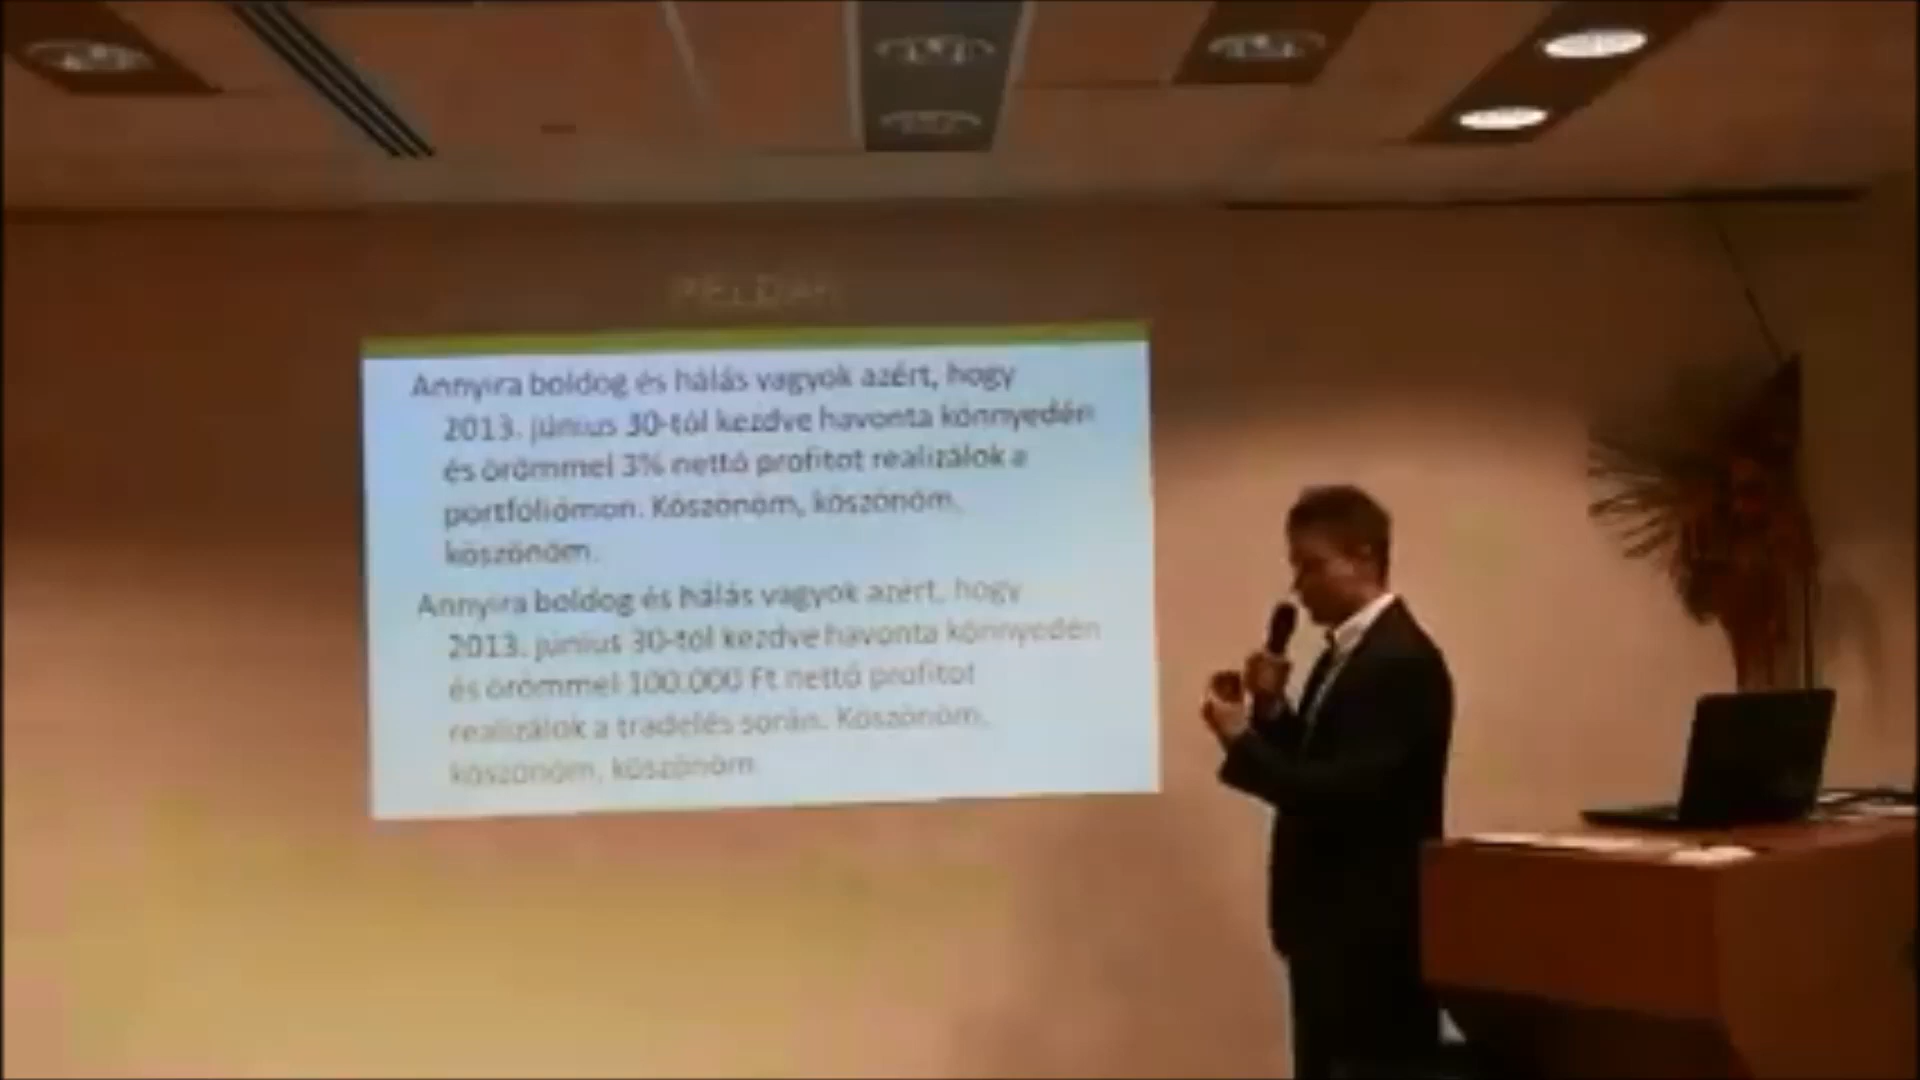 PÉLDÁK
Annyira boldog és hálás vagyok azért, hogy
2013. június 30-tól kezdve havonta könnyedén
és örömmel 3% nettó profitot realizálok a
portfóliómon. Köszönöm, köszönöm,
köszönöm.
Annyira boldog és hálás vagyok azért, hogy
2013. június 30-tól kezdve havonta könnyedén
és örömmel 100.000 Ft nettó profitot
realizálok a tradelés során. Köszönöm,
köszönöm, köszönöm.